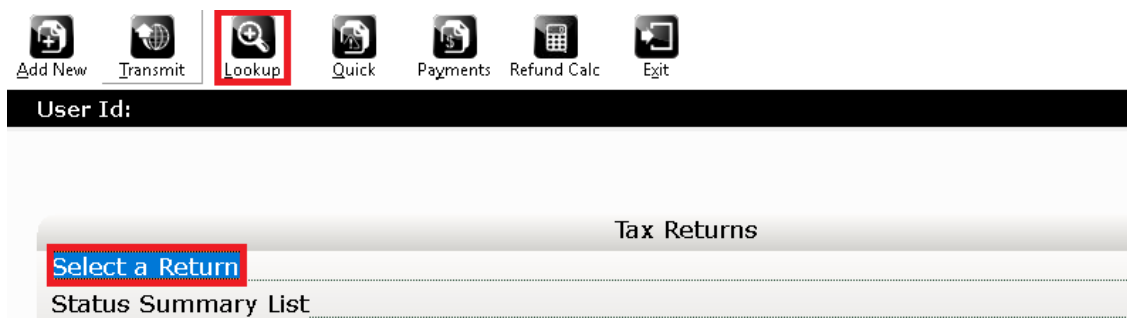 Add New Transmit Lookup Quick Payments Refund Calc Exit
User Id:
Tax Returns
Select a Return
Status Summary List